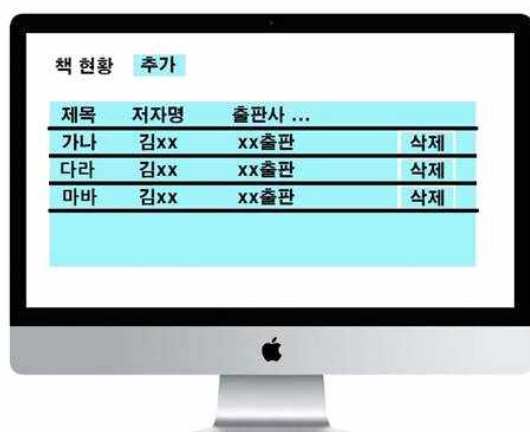 책 현황 추가
제목 저자명 출판사 ...
가나 김xx xx출판 삭제
다라 김xx xx출판 삭제
마바 김xx xx출판 삭제